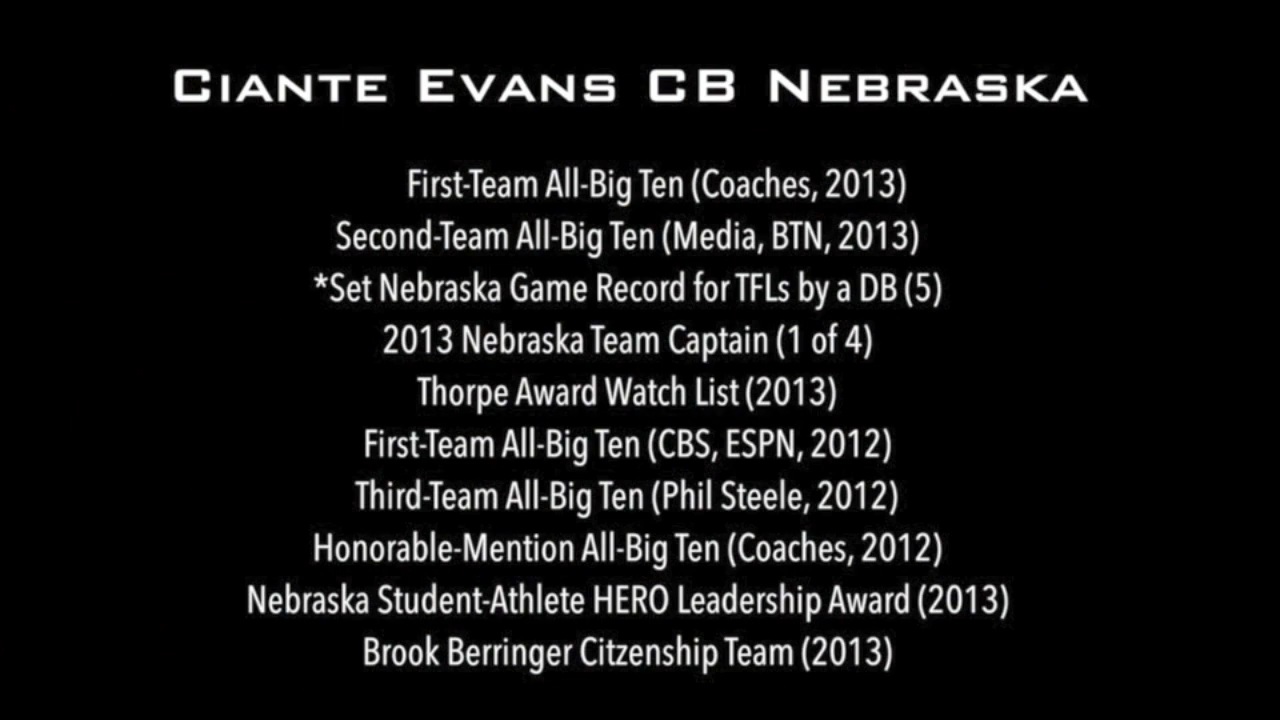 Ciante Evans CB Nebraska
First-Team All-Big Ten (Coaches, 2013)
Second-Team All-Big Ten (Media, BTN, 2013)
*Set Nebraska Game Record for TFLs by a DB (5)
2013 Nebraska Team Captain (1 of 4)
Thorpe Award Watch List (2013)
First-Team All-Big Ten (CBS, ESPN, 2012)
Third-Team All-Big Ten (Phil Steele, 2012)
Honorable-Mention All-Big Ten (Coaches, 2012)
Nebraska Student-Athlete HERO Leadership Award (2013)
Brook Berringer Citzenship Team (2013)